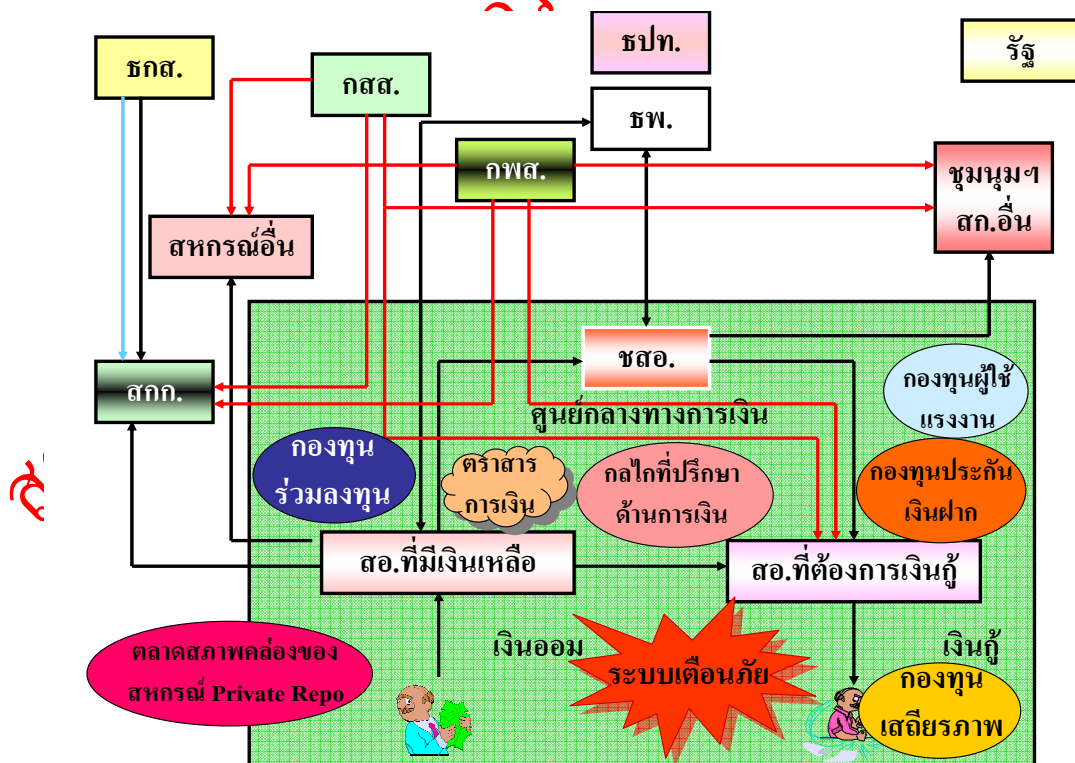 ธปท.
รัฐ
ธกส.
กสส.
ธพ.
กพส.
ชุมนุมฯ
สก.อื่น
สหกรณ์อื่น
ชสอ.
สกก.
กองทุนผู้ใช้
แรงงาน
ศูนย์กลางทางการเงิน
กองทุน
ร่วมลงทุน
ตราสาร
การเงิน
กลไกที่ปรึกษา
ด้านการเงิน
กองทุนประกัน
เงินฝาก
สอ.ที่มีเงินเหลือ
สอ.ที่ต้องการเงินกู้
ตลาดสภาพคล่องของ
สหกรณ์ Private Repo
เงินออม
ระบบเตือนภัย
เงินกู้
กองทุน
เสถียรภาพ